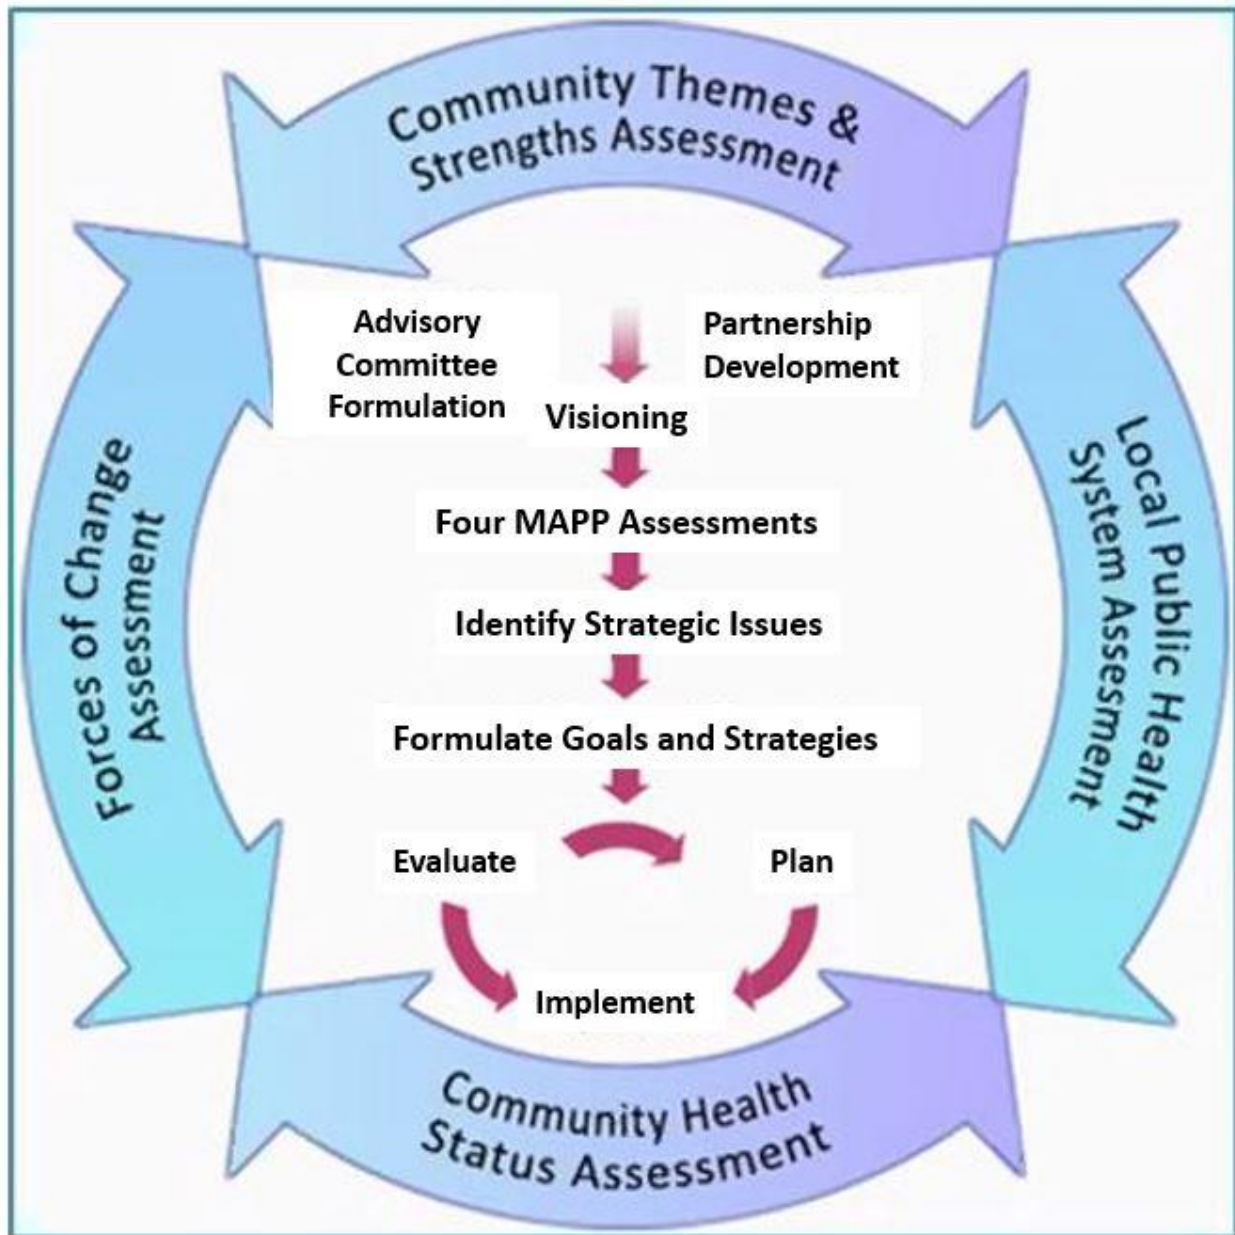 Community Themes &
Strengths Assessment
Advisory
Committee
Formulation
Partnership
Development
Visioning
Four MAPP Assessments
Identify Strategic Issues
Formulate Goals and Strategies
Evaluate
Plan
Implement
Forces of Change
Assessment
Local Public Health
System Assessment
Community Health
Status Assessment